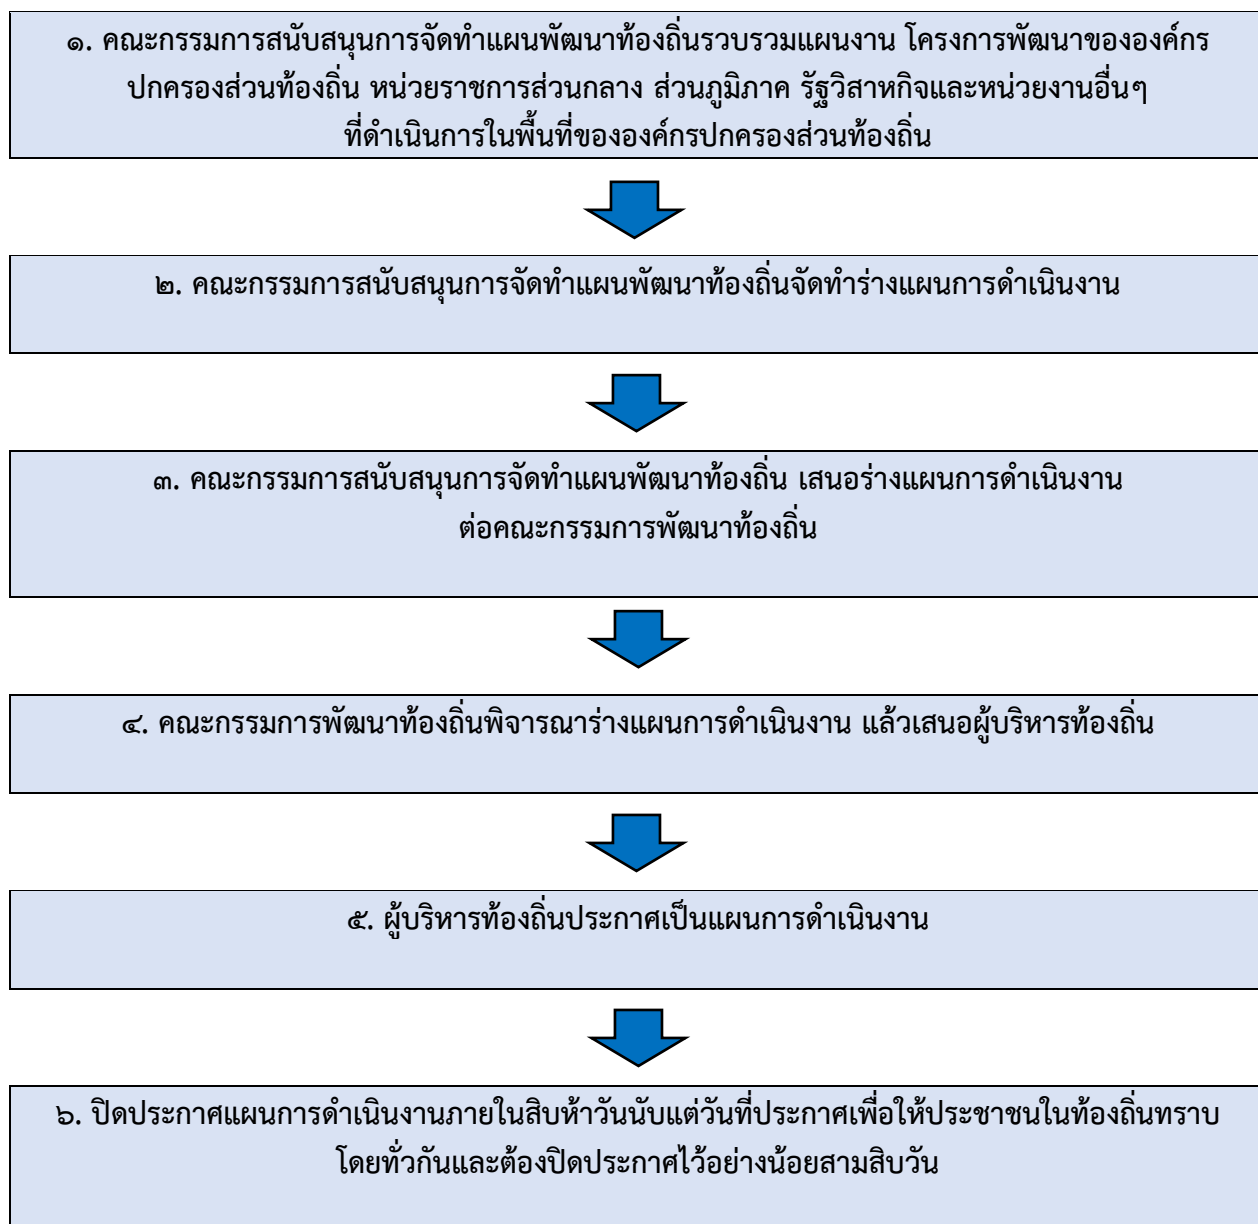 ๑. คณะกรรมการสนับสนุนการจัดทำแผนพัฒนาท้องถิ่นรวบรวมแผนงาน โครงการพัฒนาขององค์กร
ปกครองส่วนท้องถิ่น หน่วยราชการส่วนกลาง ส่วนภูมิภาค รัฐวิสาหกิจและหน่วยงานอื่นๆ
ที่ดำเนินการในพื้นที่ขององค์กรปกครองส่วนท้องถิ่น
๒. คณะกรรมการสนับสนุนการจัดทำแผนพัฒนาท้องถิ่นจัดทำร่างแผนการดำเนินงาน
๓. คณะกรรมการสนับสนุนการจัดทำแผนพัฒนาท้องถิ่น เสนอร่างแผนการดำเนินงาน
ต่อคณะกรรมการพัฒนาท้องถิ่น
๔. คณะกรรมการพัฒนาท้องถิ่นพิจารณาร่างแผนการดำเนินงาน แล้วเสนอผู้บริหารท้องถิ่น
๕. ผู้บริหารท้องถิ่นประกาศเป็นแผนการดำเนินงาน
๖. ปิดประกาศแผนการดำเนินงานภายในสิบห้าวันนับแต่วันที่ประกาศเพื่อให้ประชาชนในท้องถิ่นทราบ
โดยทั่วกันและต้องปิดประกาศไว้อย่างน้อยสามสิบวัน